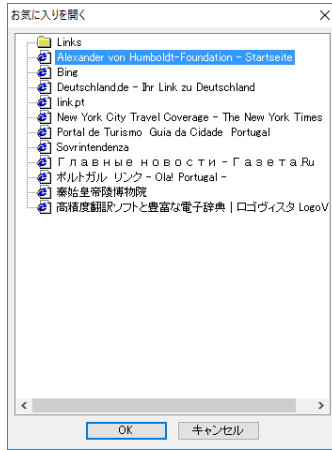 お気に入りを開く
Links
Alexander von Humboldt-Foundation - Startseite
Bing
Deutschland.de - Ihr Link zu Deutschland
link.pt
New York City Travel Coverage - The New York Times
Portal de Turismo Guia da Cidade Portugal
Sovrintendenza
Главные новости - Газета.Ru
ポルトガル リンク - Ola! Portugal -
秦始皇帝陵博物院
高精度翻訳ソフトと豊富な電子辞典 | ロゴヴィスタ LogoV
OK
キャンセル